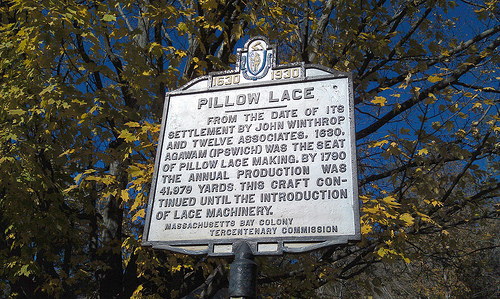 1630 1930
PILLOW LACE
FROM THE DATE OF ITS
SETTLEMENT BY JOHN WINTHROP
AND TWELVE ASSOCIATES, 1630,
AGAWAM (IPSWICH) WAS THE SEAT
OF PILLOW LACE MAKING. BY 1790
THE ANNUAL PRODUCTION WAS
41,979 YARDS. THIS CRAFT CON-
TINUED UNTIL THE INTRODUCTION
OF LACE MACHINERY.
MASSACHUSETTS BAY COLONY
TERCENTENARY COMMISSION